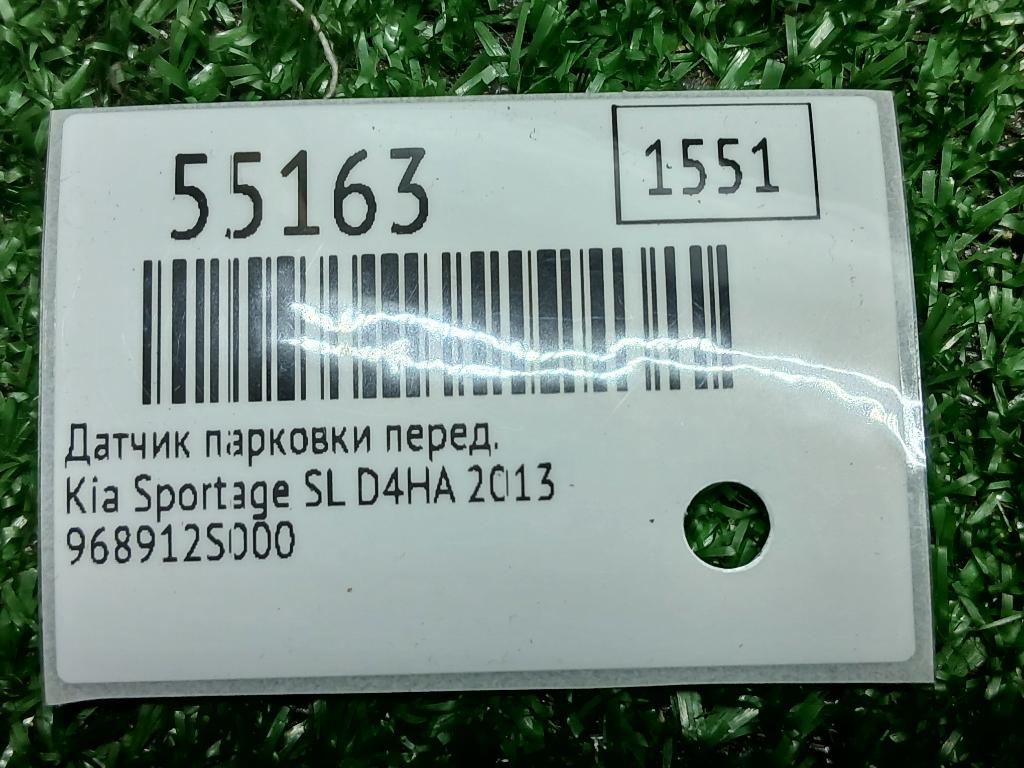 55163
1551
Датчик парковки перед.
Kia Sportage SL D4HA 2013
968912S000